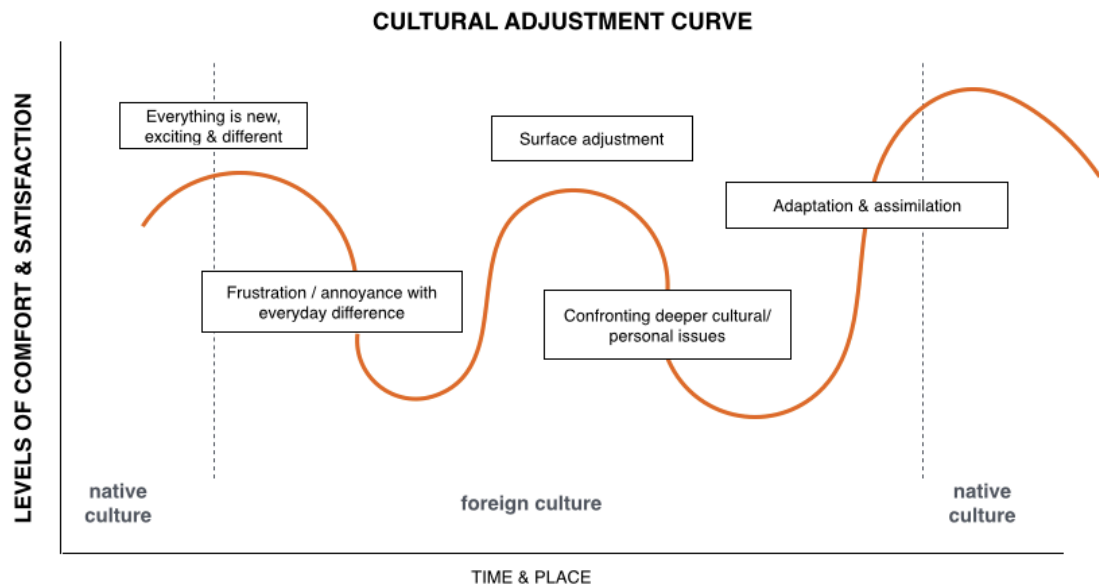 CULTURAL ADJUSTMENT CURVE
LEVELS OF COMFORT & SATISFACTION
Everything is new,
exciting & different
Surface adjustment
Adaptation & assimilation
Frustration / annoyance with
everyday difference
Confronting deeper cultural/
personal issues
native
culture
foreign culture
native
culture
TIME & PLACE